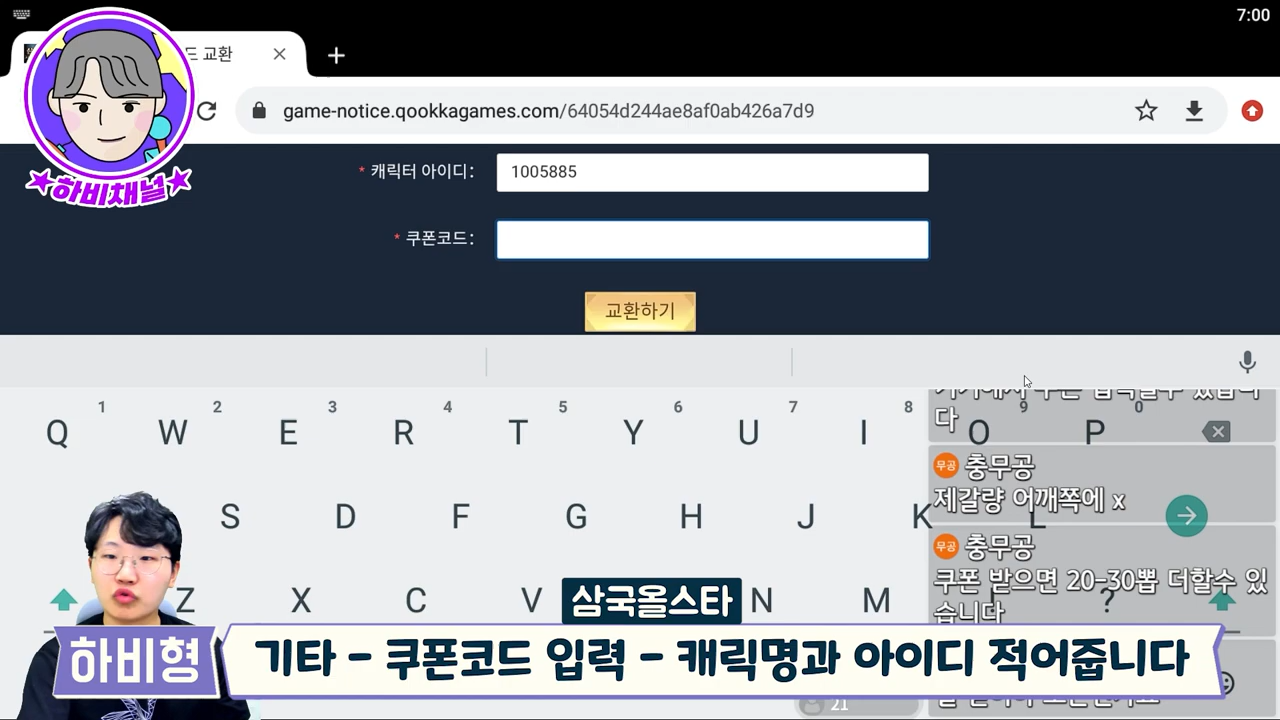 7:00
드 교환
game-notice.qookkagames.com/64054d244ae8af0ab426a7d9
하비채널
* 캐릭터 아이디:
1005885
* 쿠폰코드:
교환하기
1 2 3 4 5 6 7 8 9 0
Q W E R T Y U I O P
다
무공 충무공
제갈량 어깨쪽에 x
S D F G H J K L
무공 충무공
쿠폰 받으면 20-30뽑 더할수 있
습니다
Z X C V N M ?
삼국올스타
하비형
기타 - 쿠폰코드 입력 - 캐릭명과 아이디 적어줍니다
21